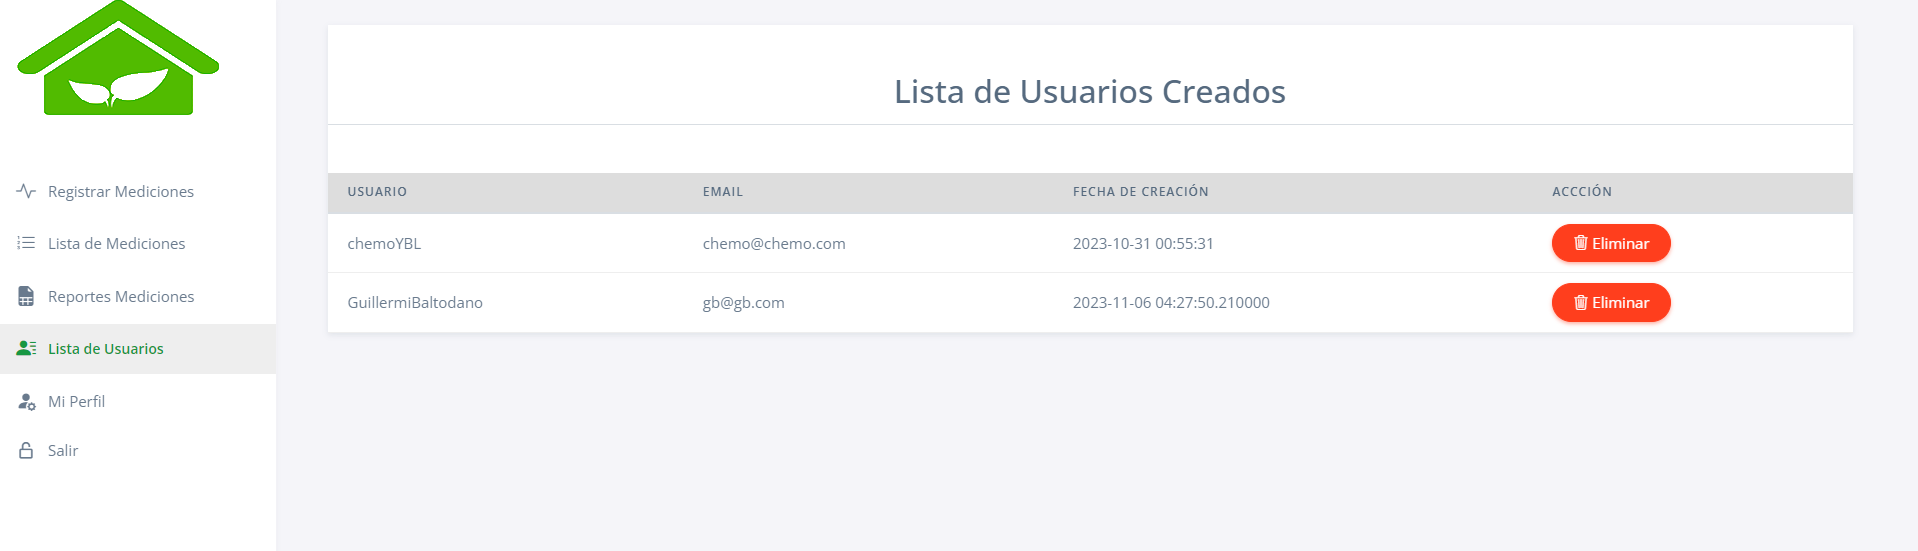 Registrar Mediciones
Lista de Mediciones
Reportes Mediciones
Lista de Usuarios
Mi Perfil
Salir
Lista de Usuarios Creados
USUARIO EMAIL FECHA DE CREACIÓN ACCCIÓN
chemoYBL chemo@chemo.com 2023-10-31 00:55:31 Eliminar
GuillermiBaltodano gb@gb.com 2023-11-06 04:27:50.210000 Eliminar